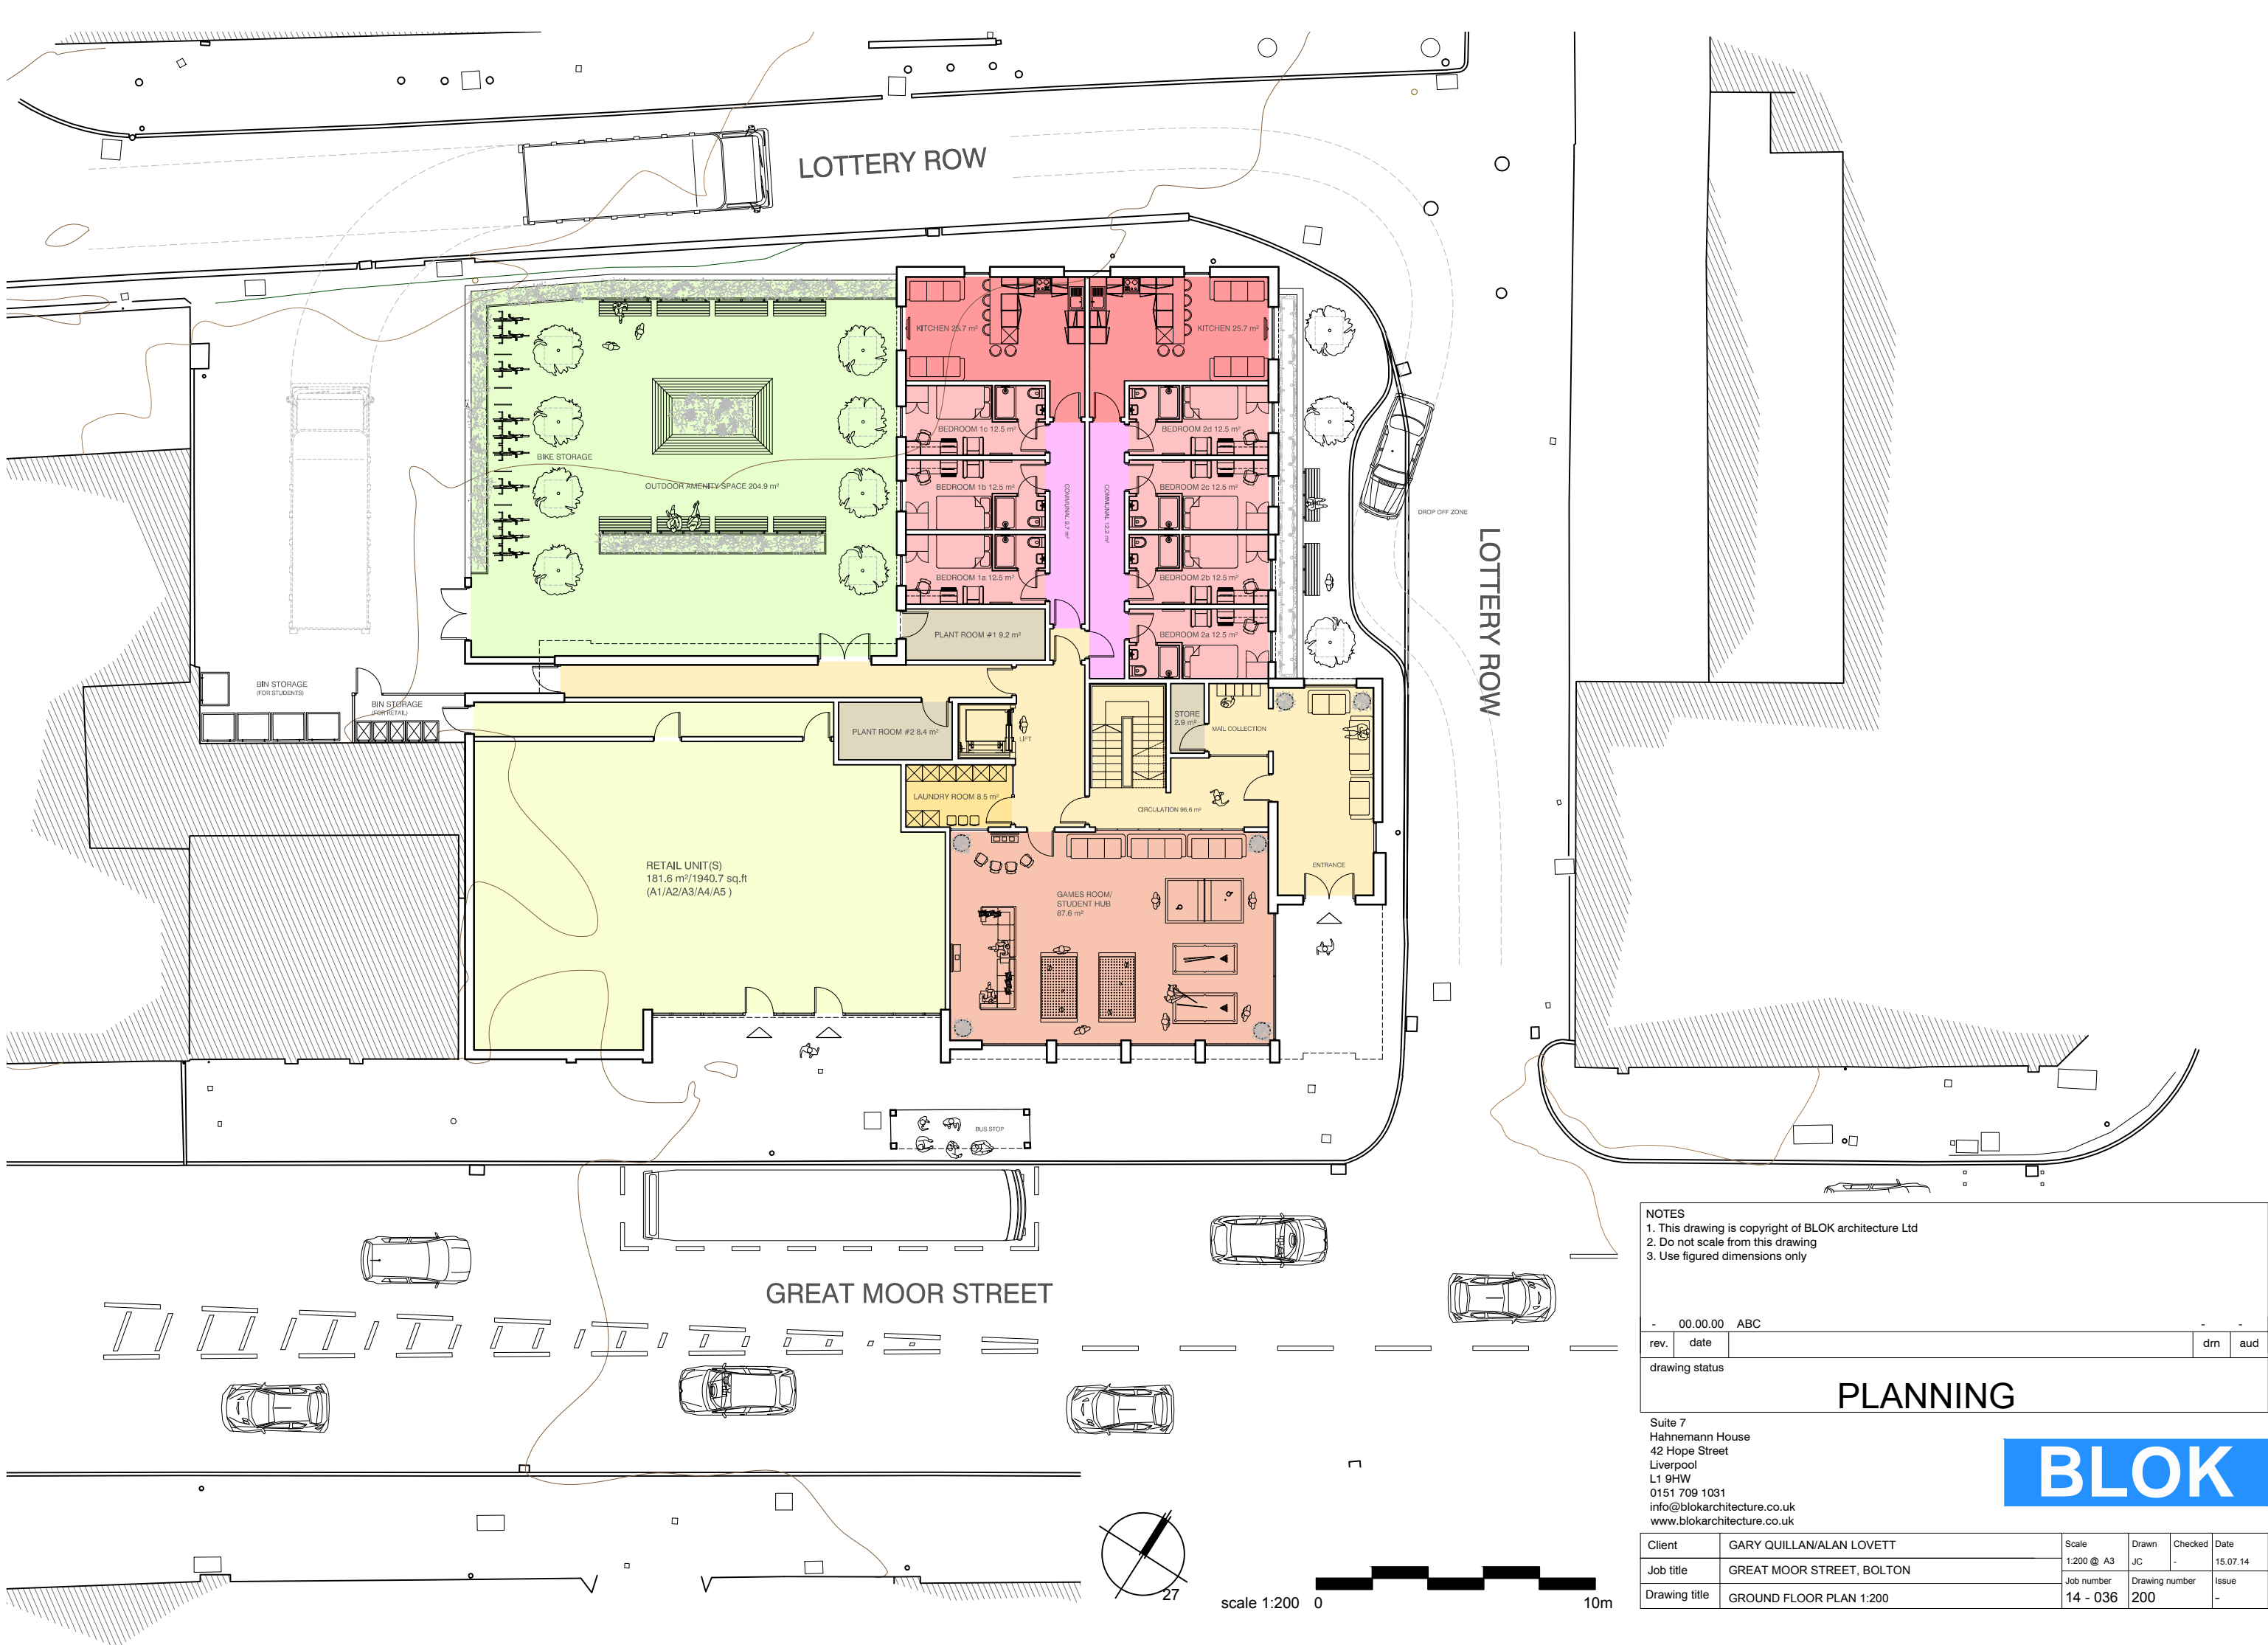 LOTTERY ROW
KITCHEN 25.7 m²
KITCHEN 25.7 m²
BEDROOM 1c 12.5 m²
BEDROOM 2d 12.5 m²
BIKE STORAGE
OUTDOOR AMENITY SPACE 204.9 m²
BEDROOM 1b 12.5 m²
COMMUNAL 9.7 m²
COMMUNAL 12.2 m²
BEDROOM 2c 12.5 m²
DROP OFF ZONE
LOTTERY ROW
BEDROOM 1a 12.5 m²
BEDROOM 2b 12.5 m²
PLANT ROOM #1 9.2 m²
BEDROOM 2a 12.5 m²
BIN STORAGE
(FOR STUDENTS)
BIN STORAGE
(FOR RETAIL)
PLANT ROOM #2 8.4 m²
LIFT
STORE
2.9 m²
MAIL COLLECTION
LAUNDRY ROOM 8.5 m²
CIRCULATION 96.6 m²
RETAIL UNIT(S)
181.6 m²/1940.7 sq.ft
(A1/A2/A3/A4/A5 )
ENTRANCE
GAMES ROOM/
STUDENT HUB
87.6 m²
BUS STOP
GREAT MOOR STREET
27
scale 1:200 0 10m
NOTES
1. This drawing is copyright of BLOK architecture Ltd
2. Do not scale from this drawing
3. Use figured dimensions only
- 00.00.00 ABC - -
rev. date drn aud
drawing status
PLANNING
Suite 7
Hahnemann House
42 Hope Street
Liverpool
L1 9HW
0151 709 1031
info@blokarchitecture.co.uk
www.blokarchitecture.co.uk
BLOK
Client GARY QUILLAN/ALAN LOVETT
Job title GREAT MOOR STREET, BOLTON
Drawing title GROUND FLOOR PLAN 1:200
Scale Drawn Checked Date
1:200 @ A3 JC - 15.07.14
Job number Drawing number Issue
14 - 036 200 -